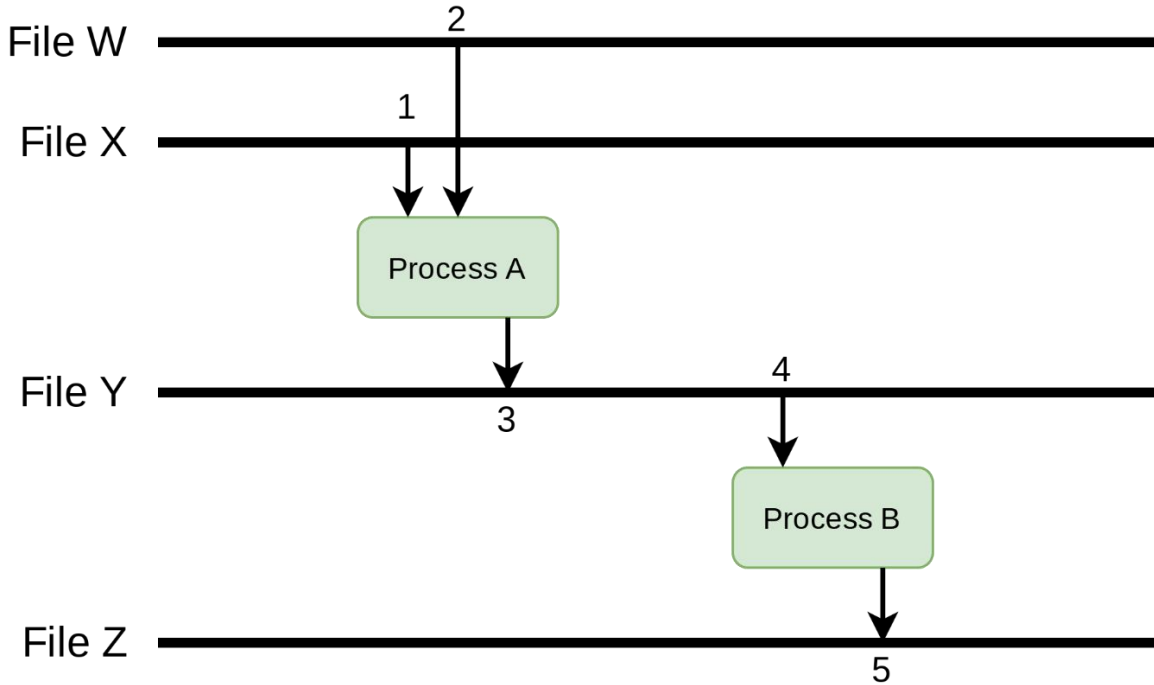 2
File W
1
File X
Process A
File Y
3
4
Process B
File Z
5